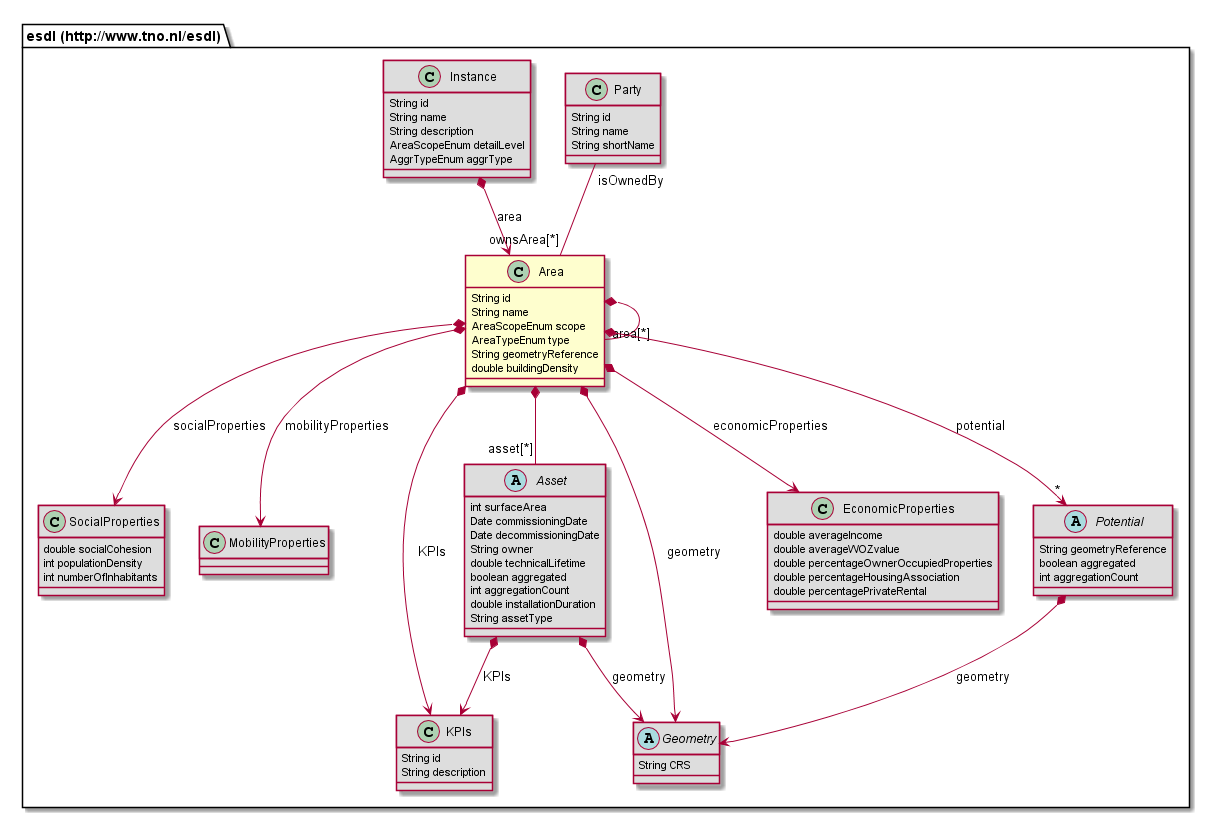 esdl (http://www.tno.nl/esdl)
C Instance
String id
String name
String description
AreaScopeEnum detailLevel
AggrTypeEnum aggrType
C Party
String id
String name
String shortName
isOwnedBy
area
ownsArea[*]
C Area
String id
String name
AreaScopeEnum scope
AreaTypeEnum type
String geometryReference
double buildingDensity
area[*]
socialProperties
mobilityProperties
economicProperties
potential
asset[*]
*
C SocialProperties
double socialCohesion
int populationDensity
int numberOfInhabitants
C MobilityProperties
KPIs
A Asset
int surfaceArea
Date commissioningDate
Date decommissioningDate
String owner
double technicalLifetime
boolean aggregated
int aggregationCount
double installationDuration
String assetType
geometry
C EconomicProperties
double averageIncome
double averageWOZvalue
double percentageOwnerOccupiedProperties
double percentageHousingAssociation
double percentagePrivateRental
A Potential
String geometryReference
boolean aggregated
int aggregationCount
KPIs
geometry
geometry
C KPIs
String id
String description
A Geometry
String CRS